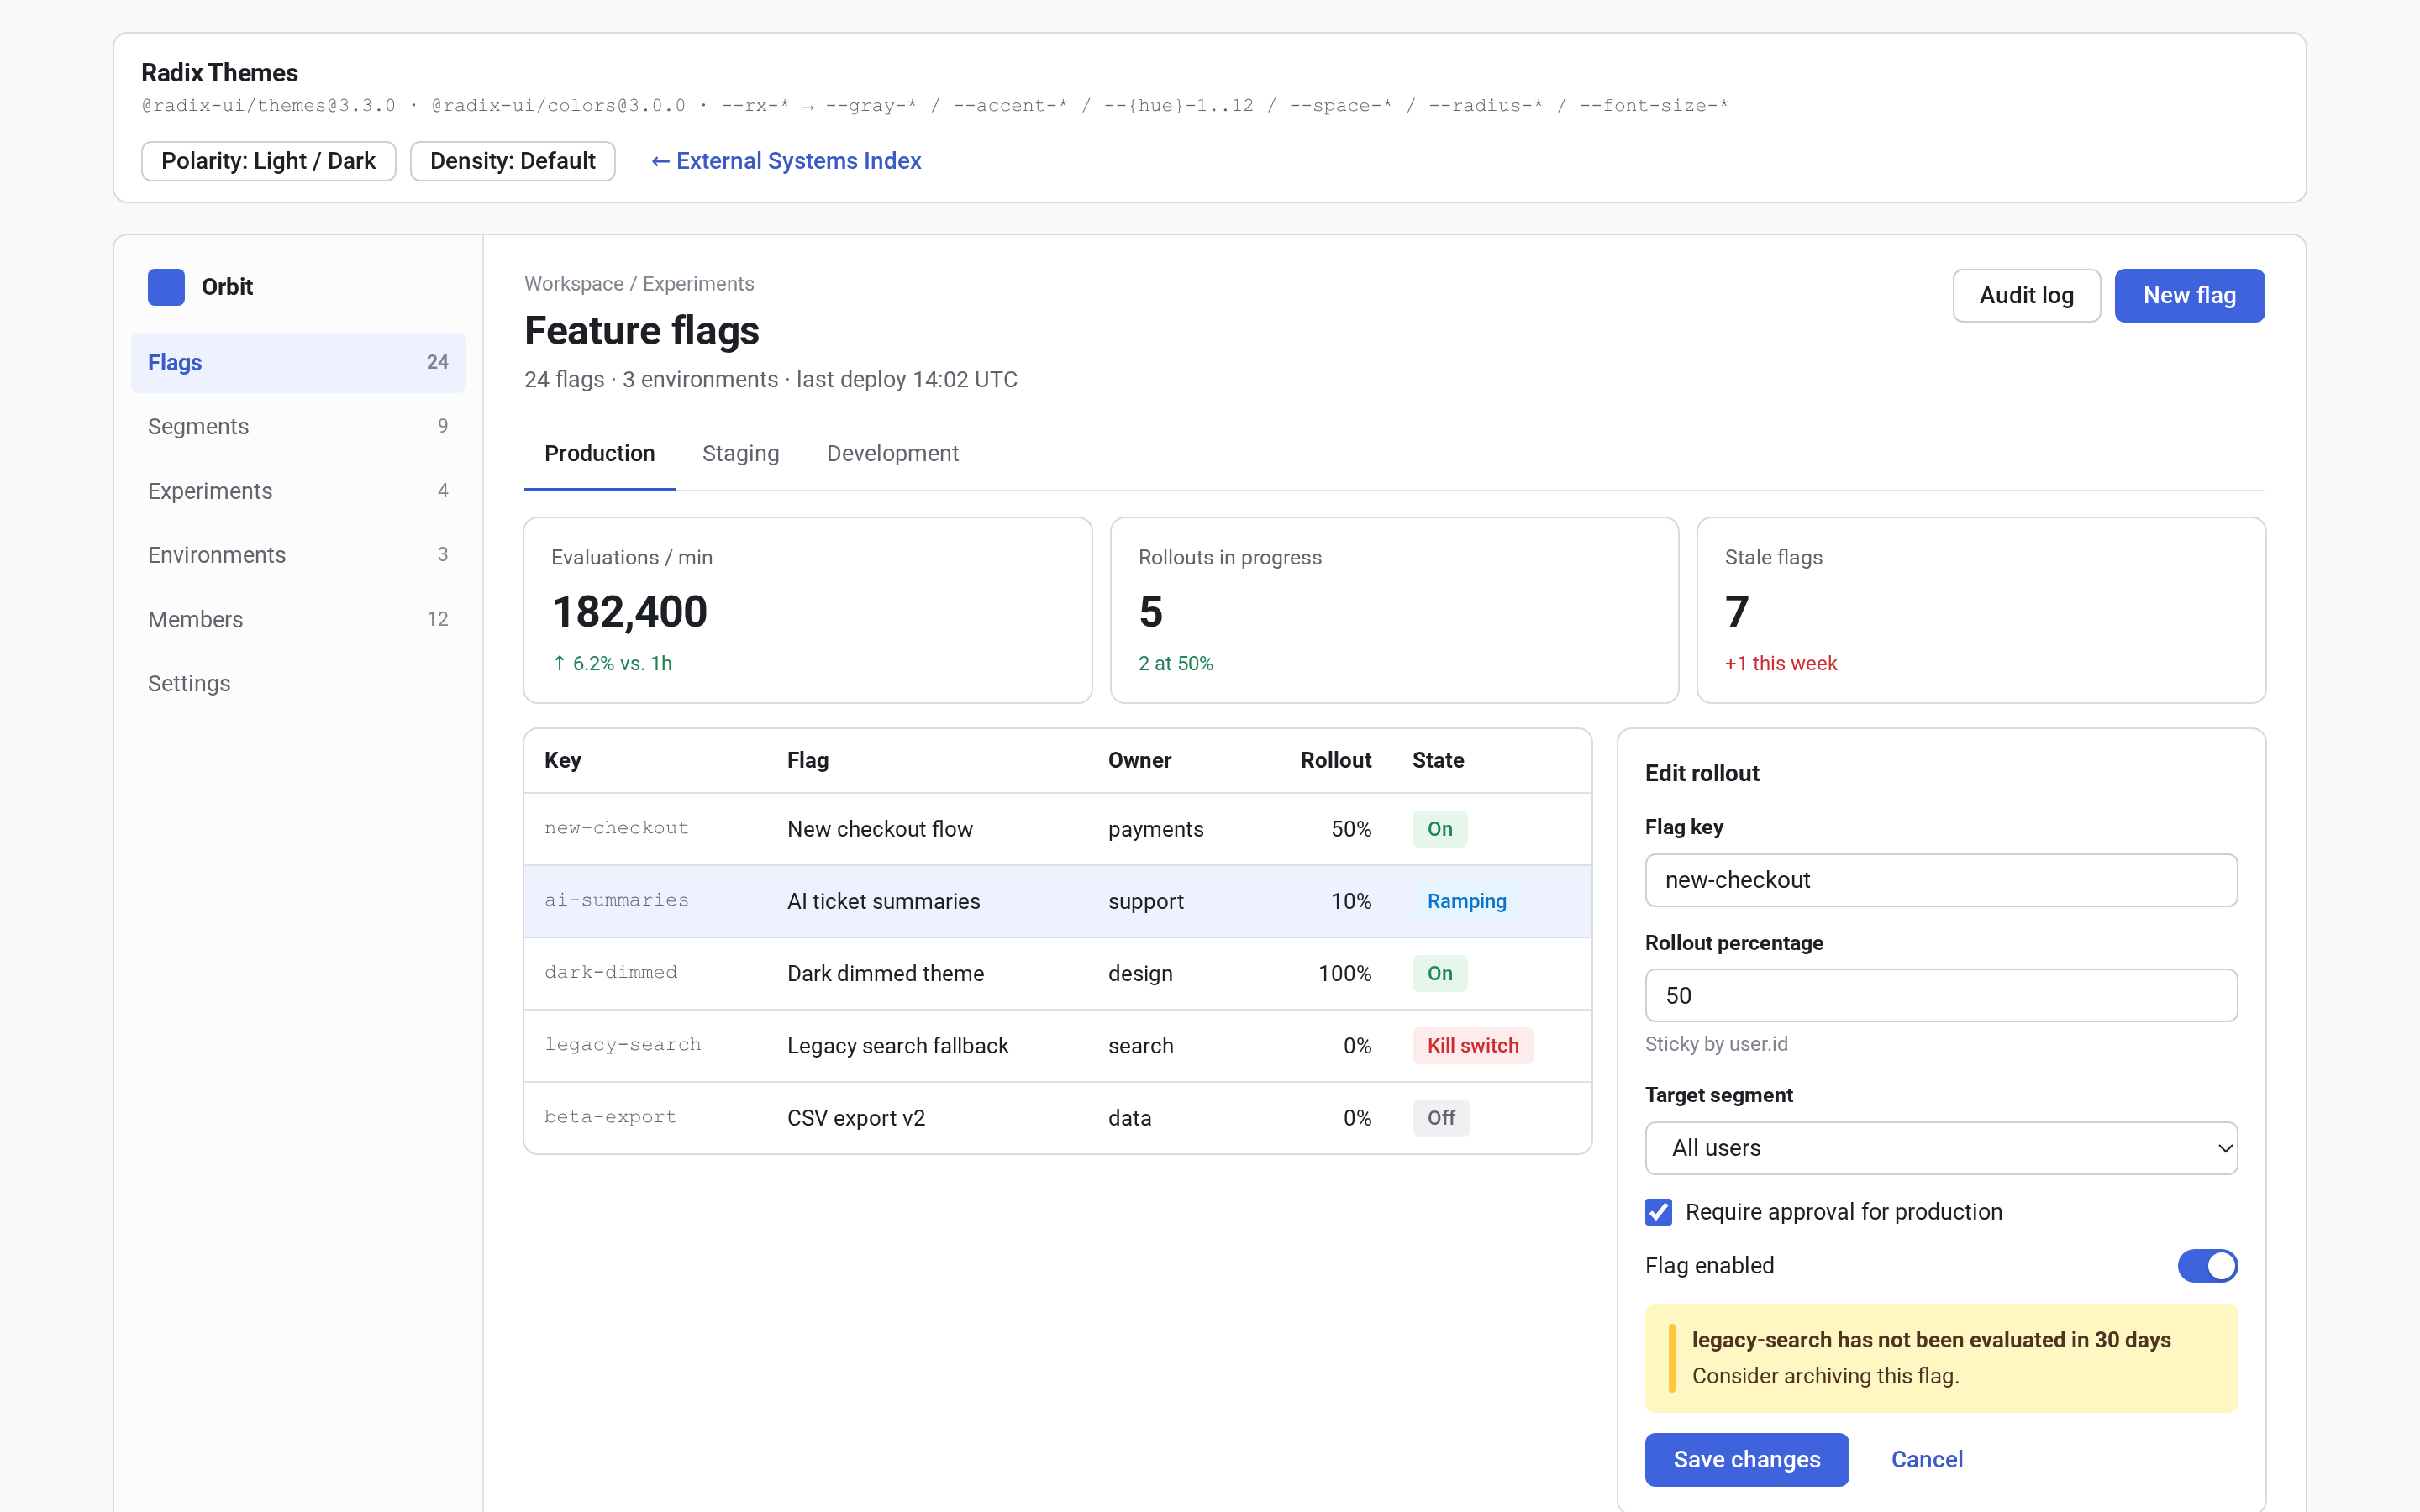 Radix Themes
@radix-ui/themes@3.3.0 · @radix-ui/colors@3.0.0 · --rx-* → --gray-* / --accent-* / --{hue}-1..12 / --space-* / --radius-* / --font-size-*
Polarity: Light / Dark
Density: Default
← External Systems Index
Orbit
Flags 24
Segments 9
Experiments 4
Environments 3
Members 12
Settings
Workspace / Experiments
Feature flags
24 flags · 3 environments · last deploy 14:02 UTC
Audit log
New flag
Production Staging Development
Evaluations / min
182,400
↑ 6.2% vs. 1h
Rollouts in progress
5
2 at 50%
Stale flags
7
+1 this week
Key Flag Owner Rollout State
new-checkout New checkout flow payments 50% On
ai-summaries AI ticket summaries support 10% Ramping
dark-dimmed Dark dimmed theme design 100% On
legacy-search Legacy search fallback search 0% Kill switch
beta-export CSV export v2 data 0% Off
Edit rollout
Flag key
new-checkout
Rollout percentage
50
Sticky by user.id
Target segment
All users
Require approval for production
Flag enabled
legacy-search has not been evaluated in 30 days
Consider archiving this flag.
Save changes
Cancel